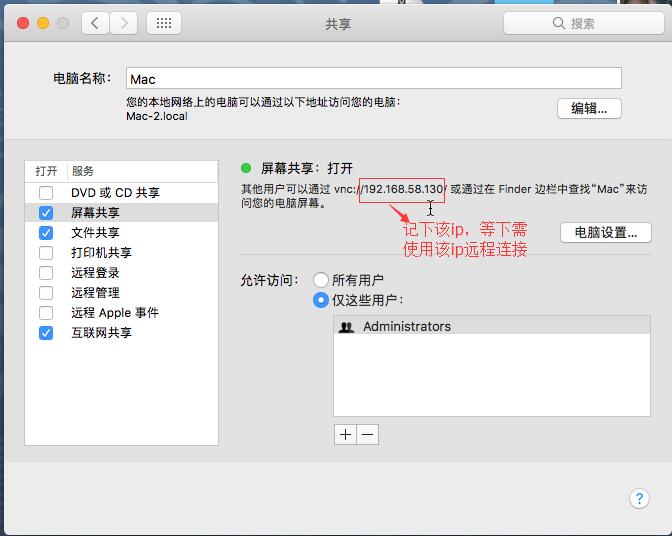 共享
搜索
电脑名称：
Mac
您的本地网络上的电脑可以通过以下地址访问您的电脑：
Mac-2.local
编辑...
打开 服务
DVD 或 CD 共享
屏幕共享
文件共享
打印机共享
远程登录
远程管理
远程 Apple 事件
互联网共享
屏幕共享：打开
其他用户可以通过 vnc://192.168.58.130/ 或通过在 Finder 边栏中查找“Mac”来访
问您的电脑屏幕。
记下该ip，等下需
使用该ip远程连接
电脑设置...
允许访问：
所有用户
仅这些用户：
Administrators
+ −
?